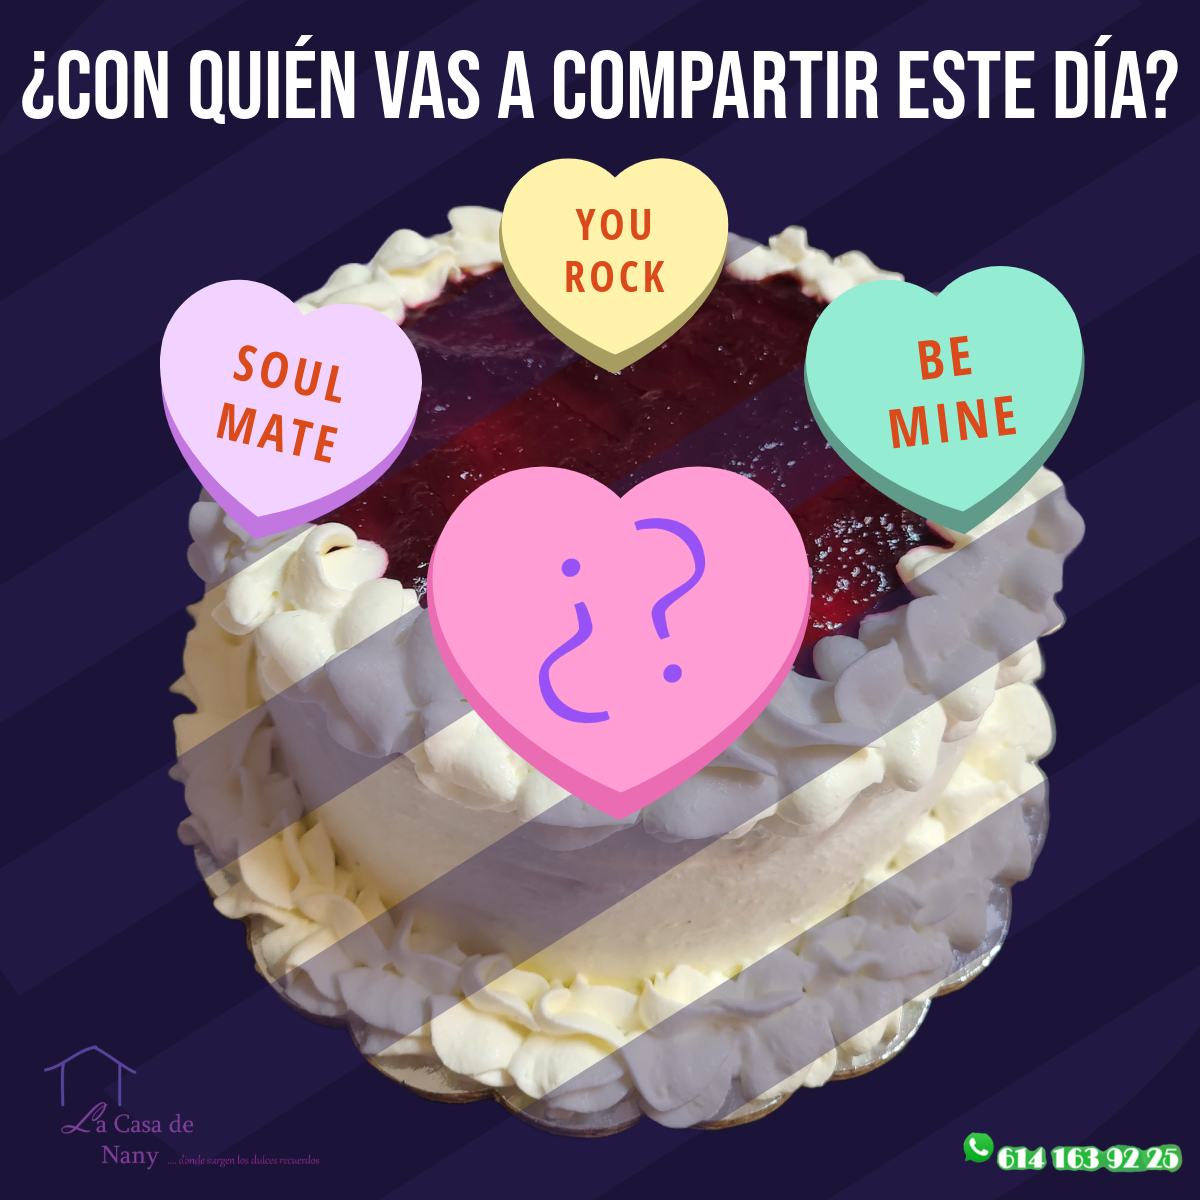 ¿CON QUIÉN VAS A COMPARTIR ESTE DÍA?
YOU
ROCK
SOUL
MATE
BE
MINE
¿?
La Casa de
Nany .... donde surgen los dulces recuerdos
614 163 92 25